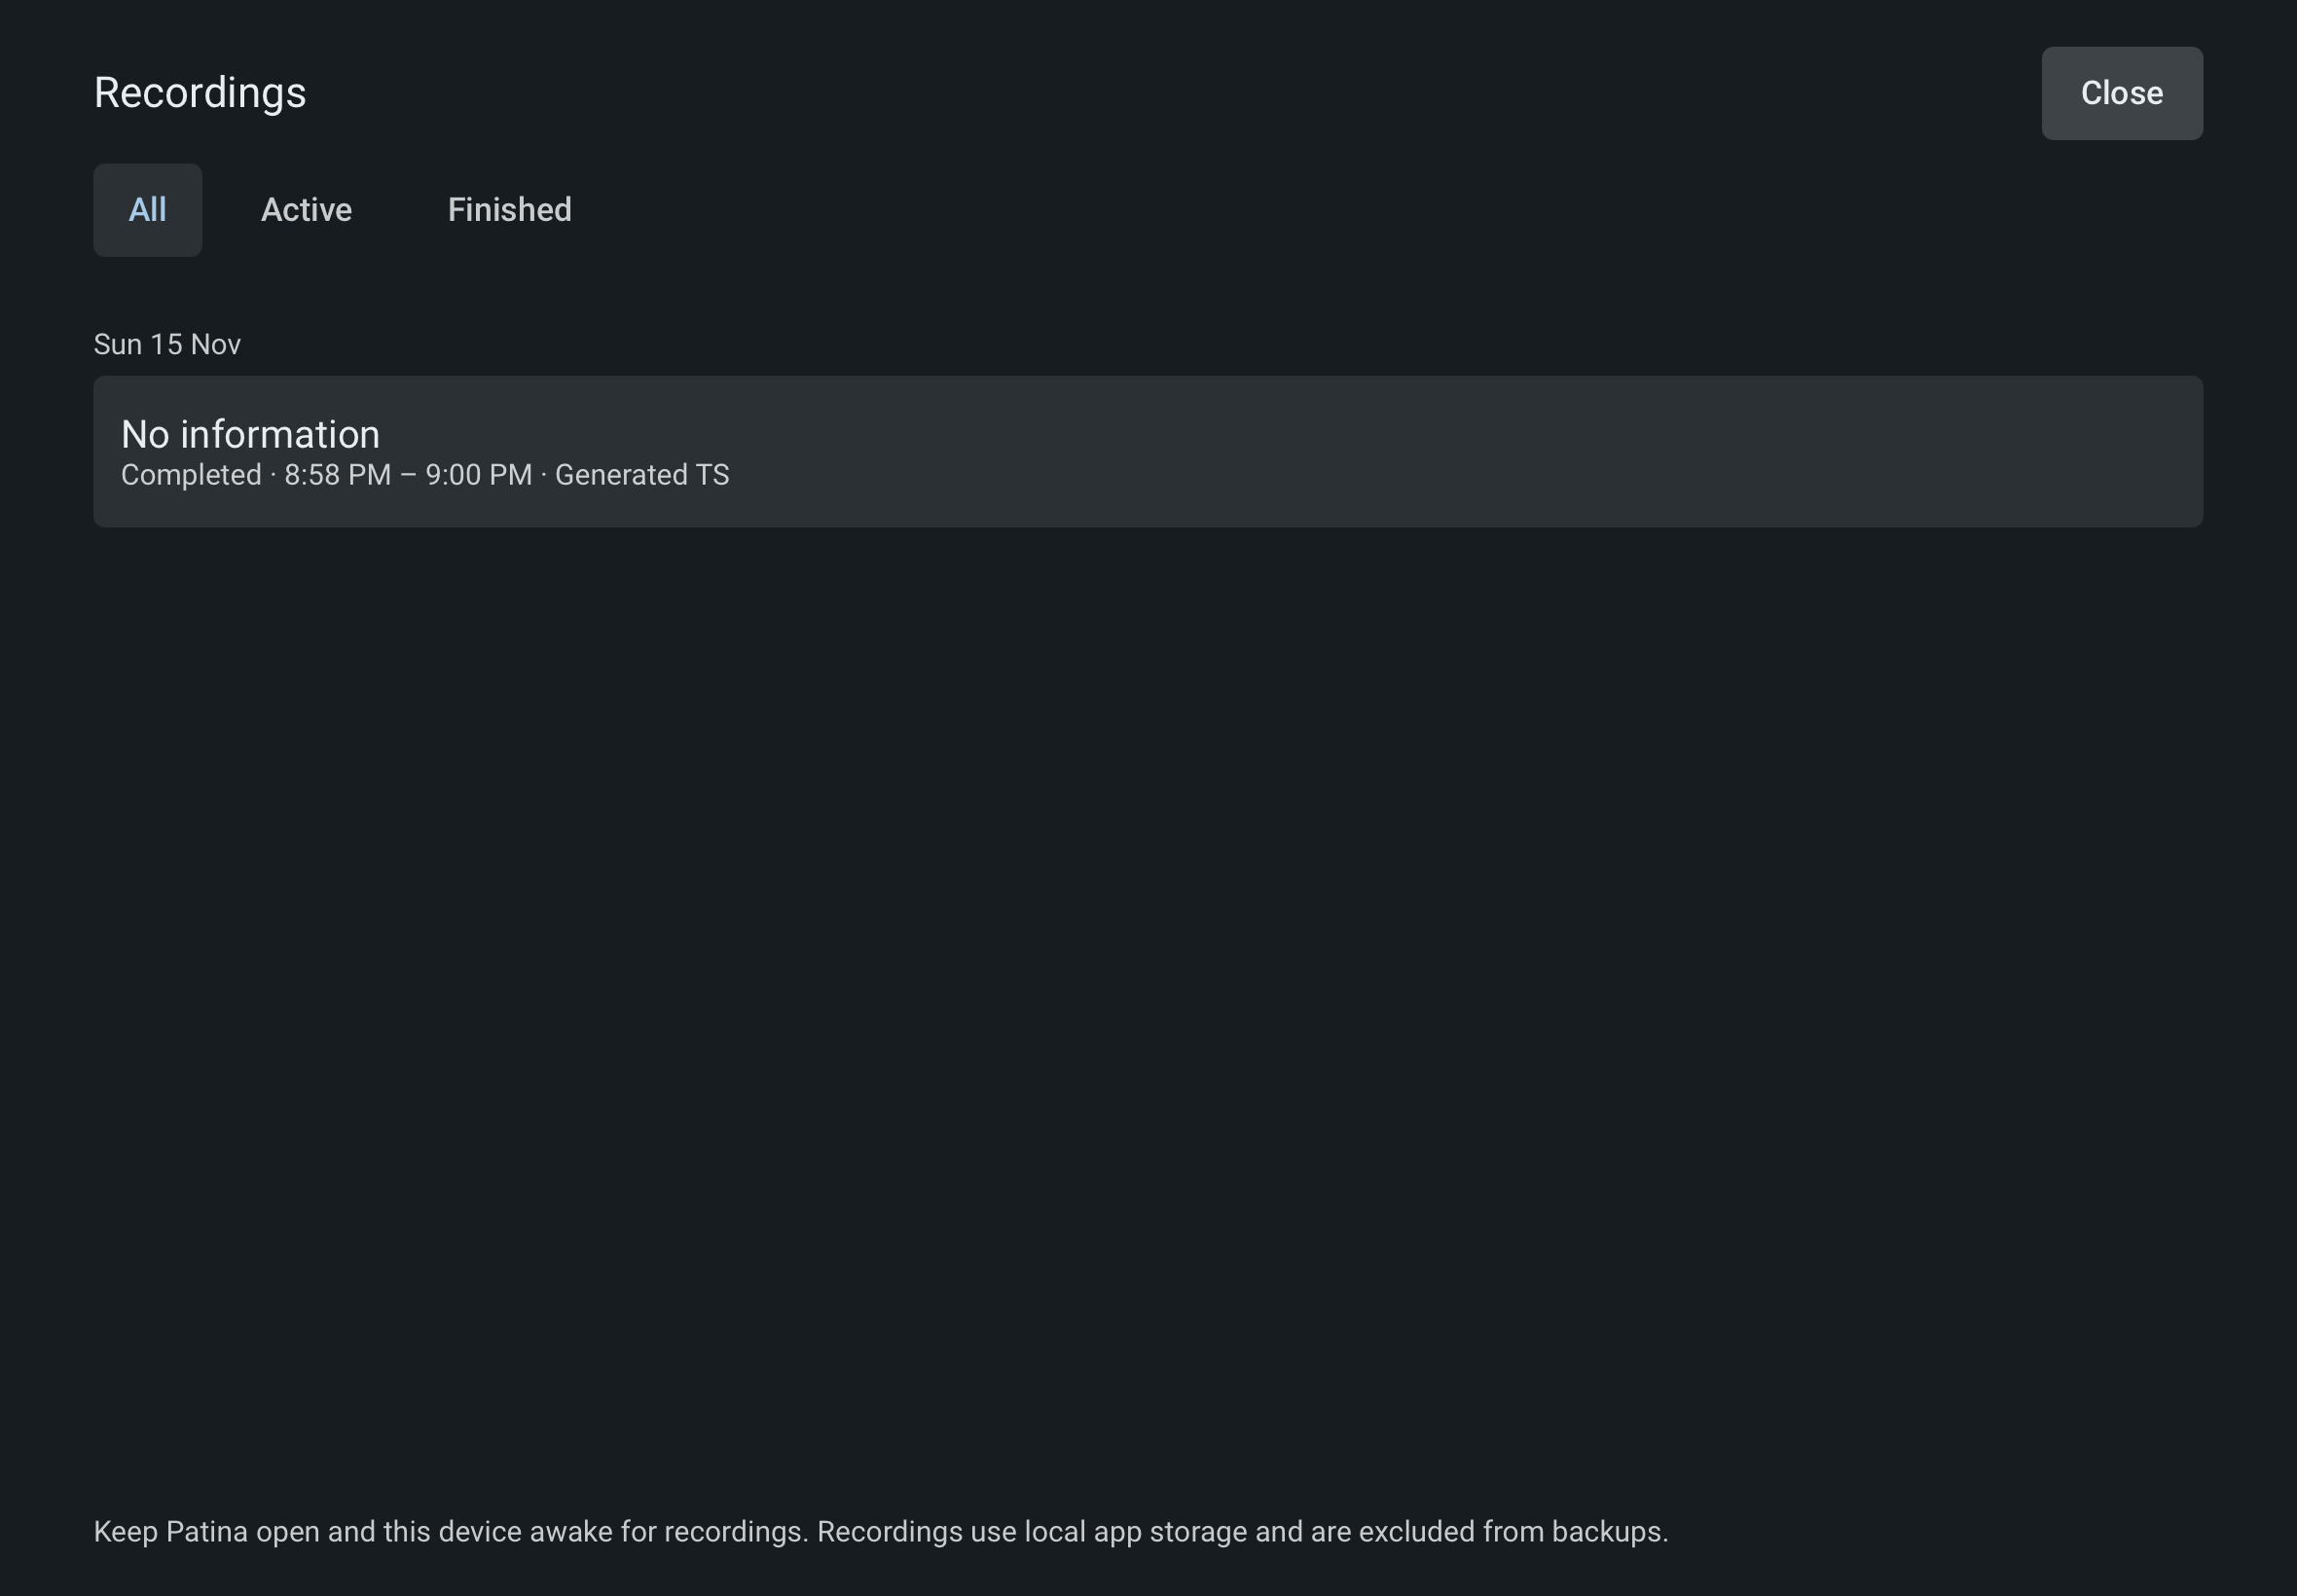 Recordings
Close
All
Active
Finished
Sun 15 Nov
No information
Completed · 8:58 PM – 9:00 PM · Generated TS
Keep Patina open and this device awake for recordings. Recordings use local app storage and are excluded from backups.